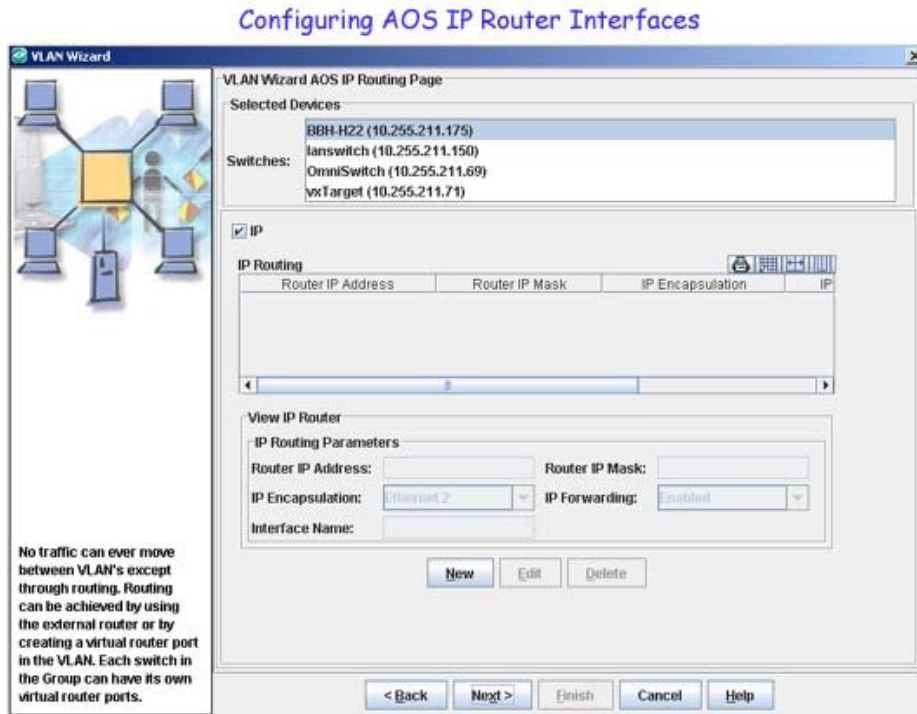 Configuring AOS IP Router Interfaces
VLAN Wizard
VLAN Wizard AOS IP Routing Page
Selected Devices
Switches:
BBH-H22 (10.255.211.175)
lanswitch (10.255.211.150)
OmniSwitch (10.255.211.69)
vxTarget (10.255.211.71)
IP
IP Routing
Router IP Address Router IP Mask IP Encapsulation IP
View IP Router
IP Routing Parameters
Router IP Address: Router IP Mask:
IP Encapsulation: Ethernet 2 IP Forwarding: Enabled
Interface Name:
New Edit Delete
No traffic can ever move
between VLAN's except
through routing. Routing
can be achieved by using
the external router or by
creating a virtual router port
in the VLAN. Each switch in
the Group can have its own
virtual router ports.
< Back Next > Finish Cancel Help